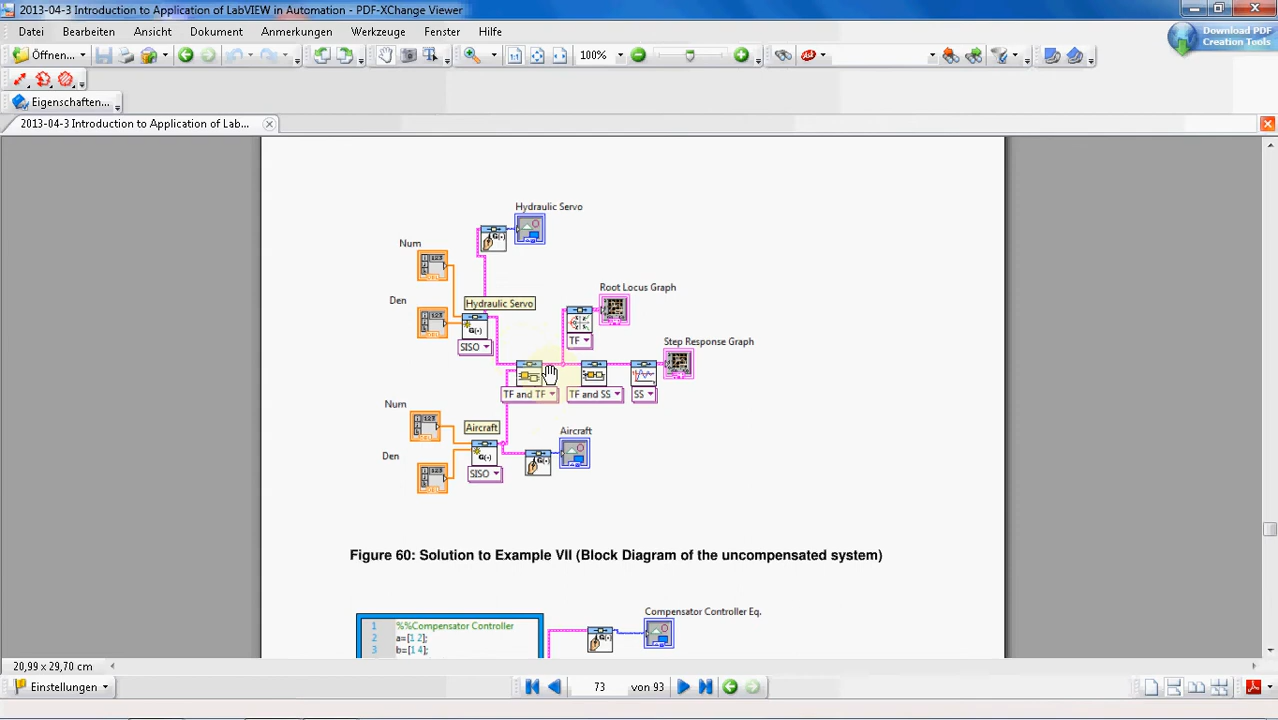 2013-04-3 Introduction to Application of LabVIEW in Automation - PDF-XChange Viewer
Datei Bearbeiten Ansicht Dokument Anmerkungen Werkzeuge Fenster Hilfe
Download PDF
Creation Tools
Öffnen... 100%
Eigenschaften...
2013-04-3 Introduction to Application of Lab...
Hydraulic Servo
Num
G(·)
Root Locus Graph
Den
Hydraulic Servo
G(·)
SISO
TF
Step Response Graph
TF and TF
TF and SS
SS
Num
Aircraft
Aircraft
Den
G(·)
SISO
Figure 60: Solution to Example VII (Block Diagram of the uncompensated system)
Compensator Controller Eq.
1 %%Compensator Controller
2 a=[1 2];
3 b=[1 4];
20,99 x 29,70 cm
Einstellungen
73 von 93